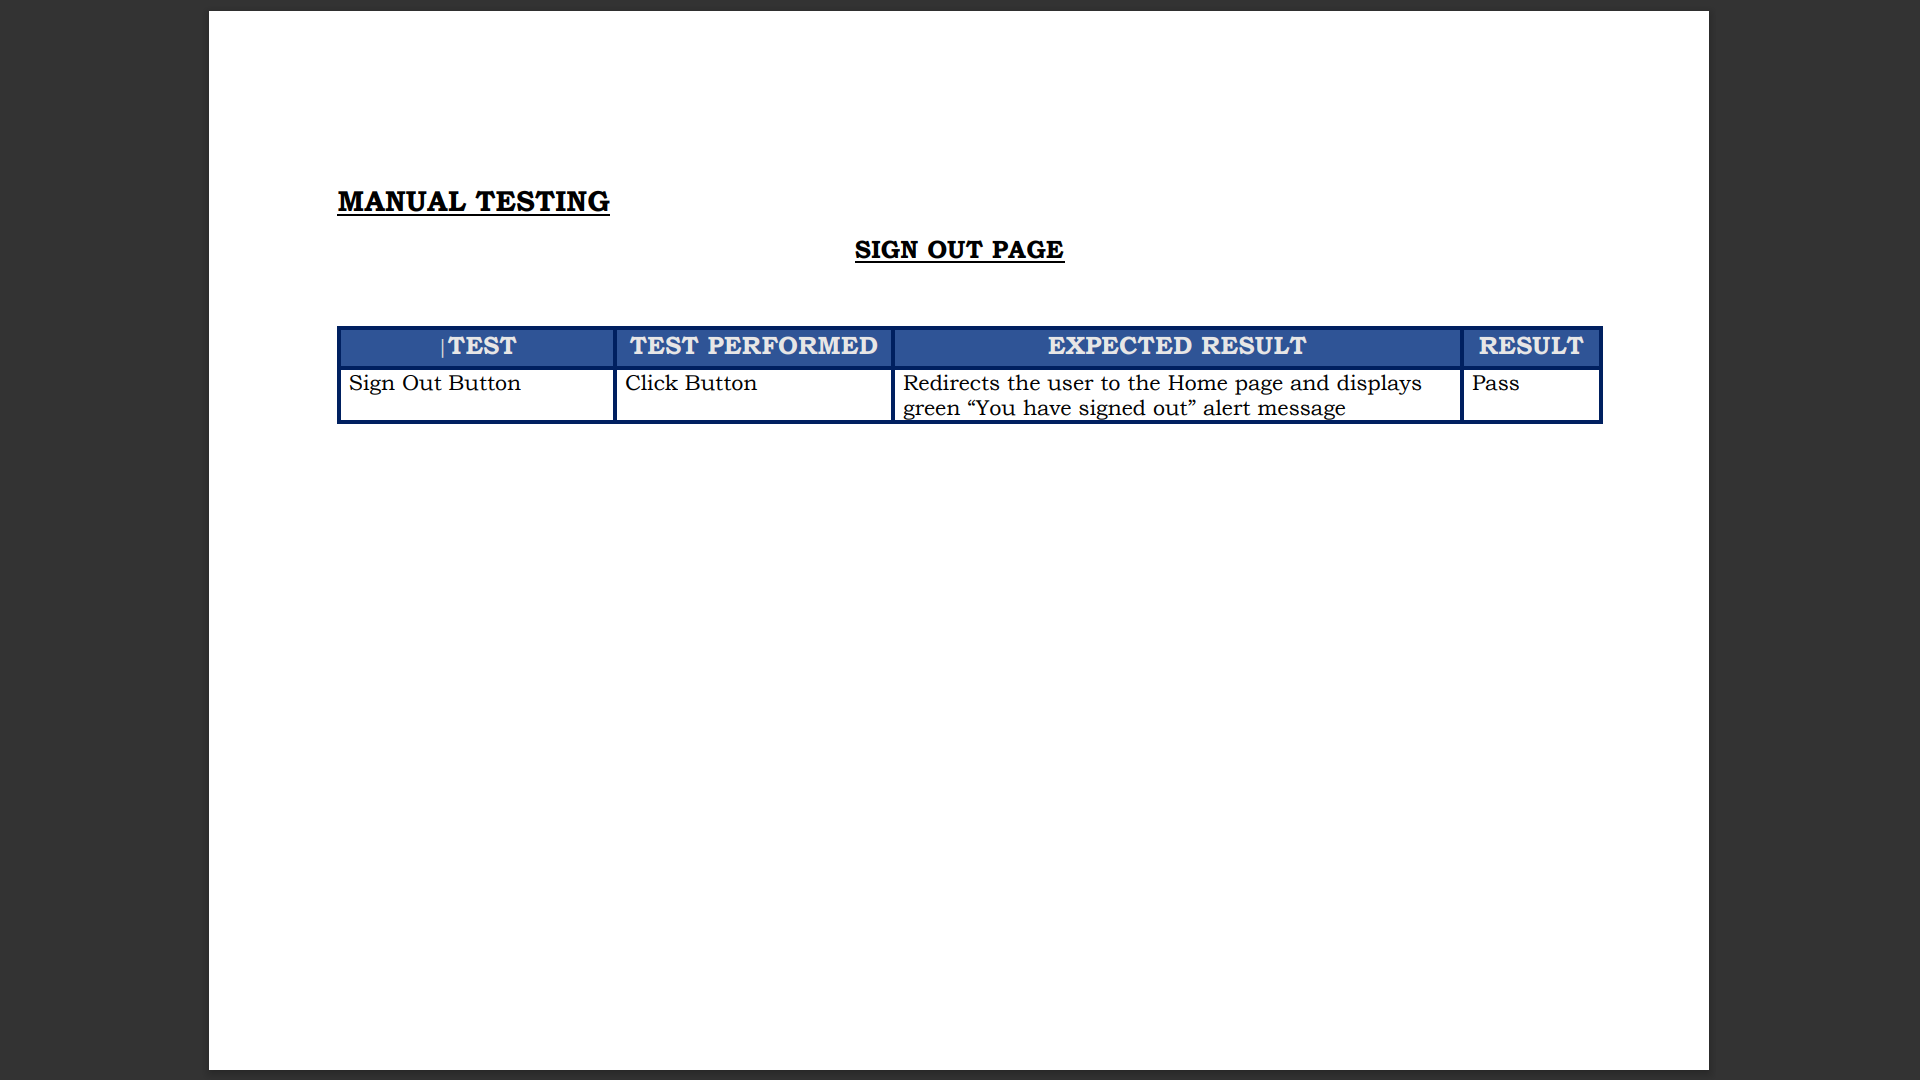 MANUAL TESTING
SIGN OUT PAGE
|TEST TEST PERFORMED EXPECTED RESULT RESULT
Sign Out Button Click Button Redirects the user to the Home page and displays Pass
green “You have signed out” alert message